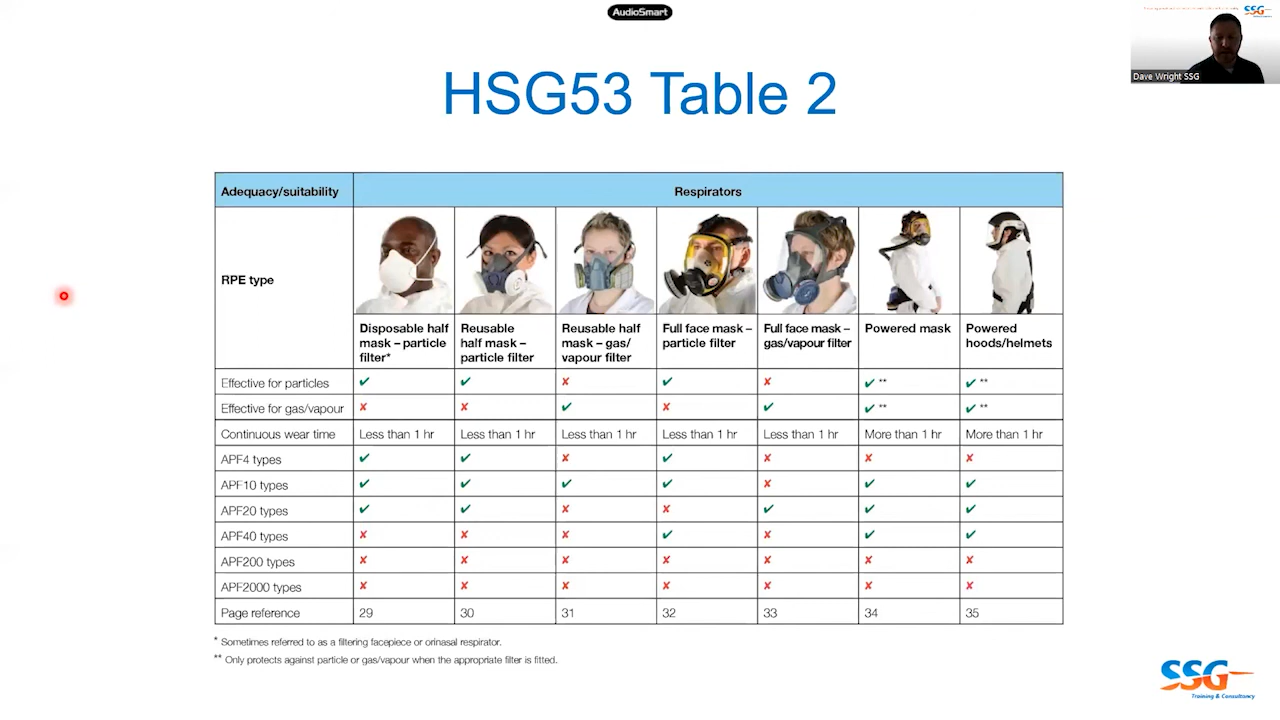 AudioSmart
SSG
Dave Wright SSG
HSG53 Table 2
Adequacy/suitability Respirators
RPE type
Disposable half mask – particle filter*
Reusable half mask – particle filter
Reusable half mask – gas/vapour filter
Full face mask – particle filter
Full face mask – gas/vapour filter
Powered mask
Powered hoods/helmets
Effective for particles ✔ ✔ ✘ ✔ ✘ ✔ ** ✔ **
Effective for gas/vapour ✘ ✘ ✔ ✘ ✔ ✔ ** ✔ **
Continuous wear time Less than 1 hr Less than 1 hr Less than 1 hr Less than 1 hr Less than 1 hr More than 1 hr More than 1 hr
APF4 types ✔ ✔ ✘ ✔ ✘ ✘ ✘
APF10 types ✔ ✔ ✔ ✔ ✘ ✔ ✔
APF20 types ✔ ✔ ✘ ✘ ✔ ✔ ✔
APF40 types ✘ ✘ ✘ ✔ ✘ ✔ ✔
APF200 types ✘ ✘ ✘ ✘ ✘ ✘ ✘
APF2000 types ✘ ✘ ✘ ✘ ✘ ✘ ✘
Page reference 29 30 31 32 33 34 35
* Sometimes referred to as a filtering facepiece or orinasal respirator.
** Only protects against particle or gas/vapour when the appropriate filter is fitted.
SSG
Training & Consultancy